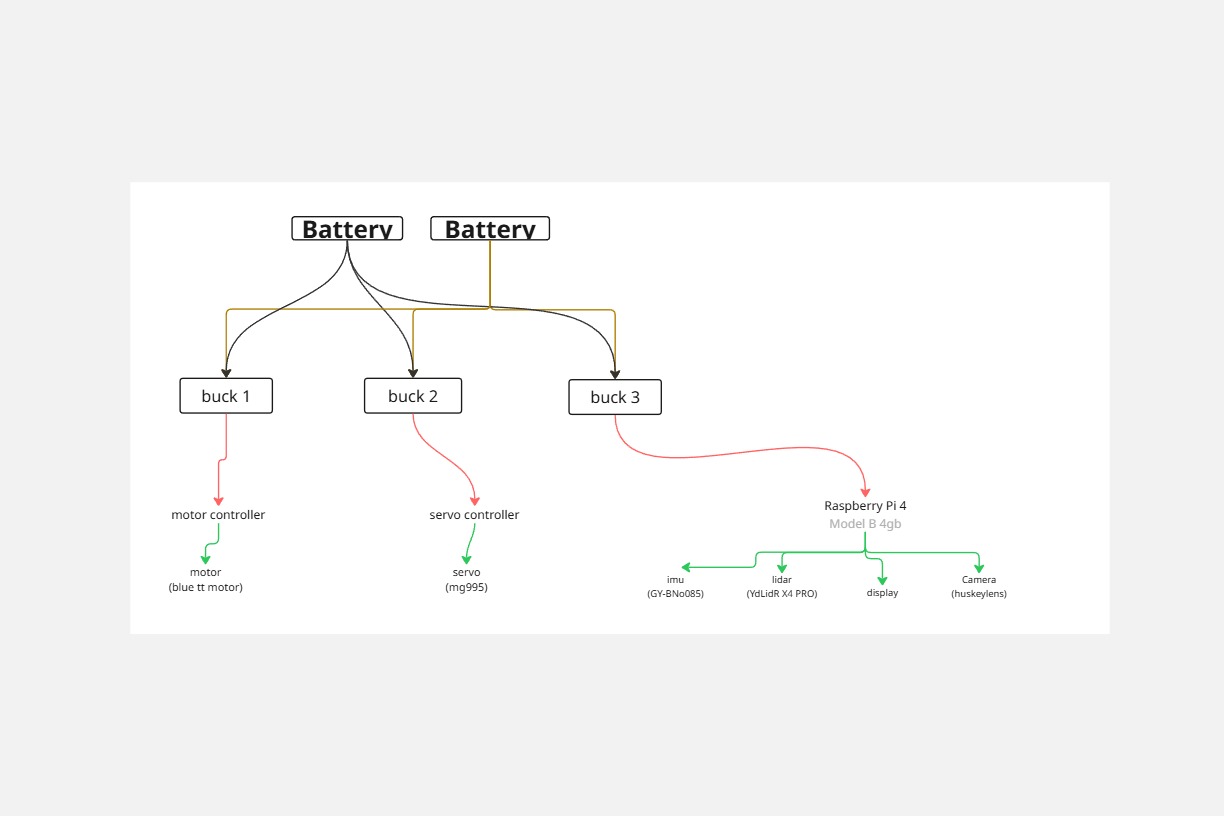 Battery
Battery
buck 1
buck 2
buck 3
motor controller
servo controller
Raspberry Pi 4
Model B 4gb
motor
(blue tt motor)
servo
(mg995)
imu
(GY-BNo085)
lidar
(YdLidR X4 PRO)
display
Camera
(huskeylens)